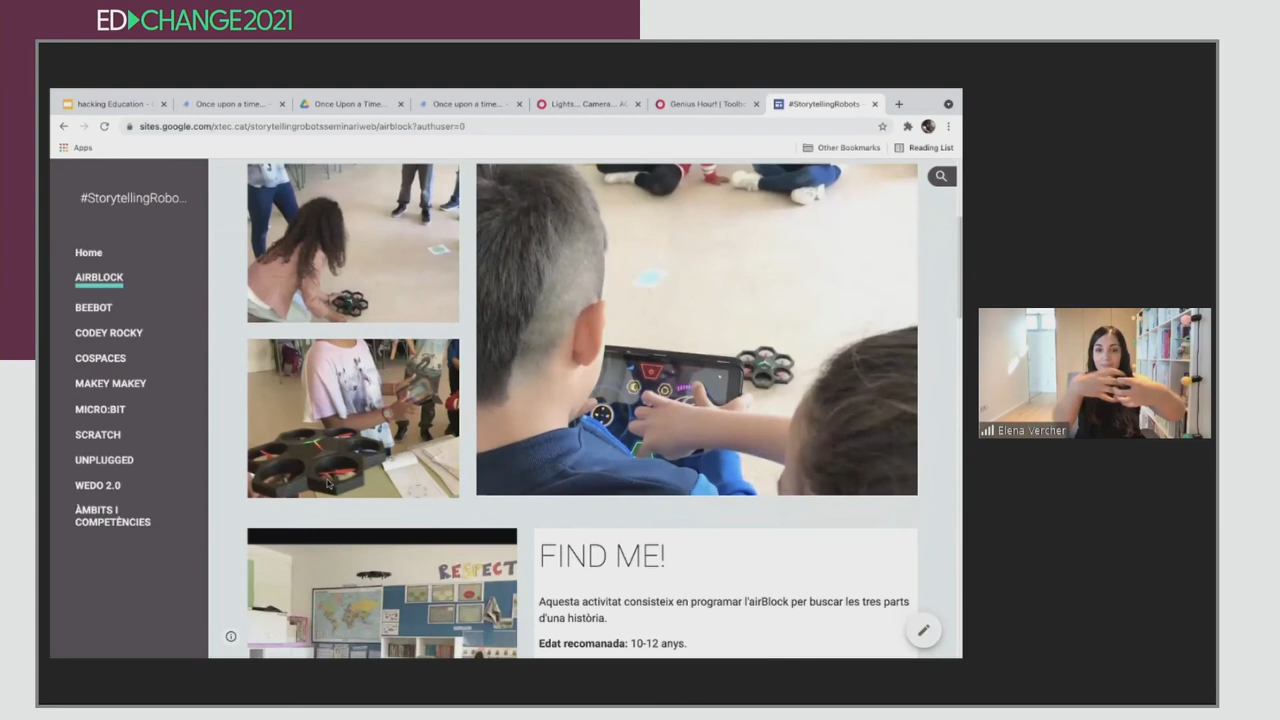 ED▶CHANGE2021
hacking Education -
Once upon a time...
Once Upon a Time...
Once upon a time...
Lights... Camera... A
Genius Hour! | Toolb
#StorytellingRobots
sites.google.com/xtec.cat/storytellingrobotsseminariweb/airblock?authuser=0
Apps
Other Bookmarks
Reading List
#StorytellingRobo...
Home
AIRBLOCK
BEEBOT
CODEY ROCKY
COSPACES
MAKEY MAKEY
MICRO:BIT
SCRATCH
UNPLUGGED
WEDO 2.0
ÀMBITS I
COMPETÈNCIES
RESPECT
FIND ME!
Aquesta activitat consisteix en programar l'airBlock per buscar les tres parts
d'una història.
Edat recomanada: 10-12 anys.
Elena Vercher